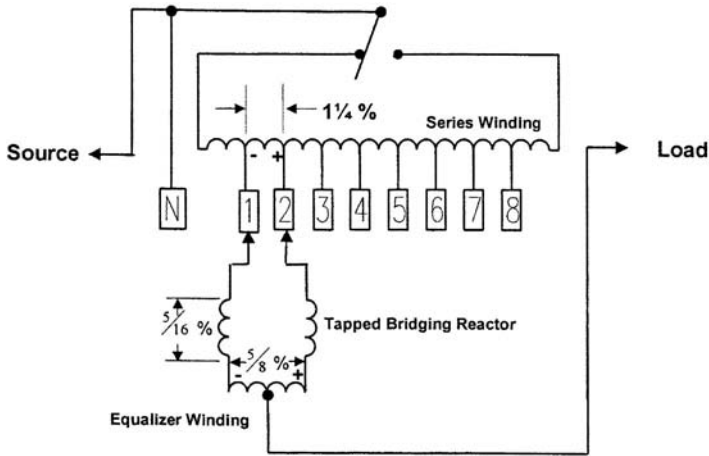 1¼ %
Series Winding
Source
Load
- +
N 1 2 3 4 5 6 7 8
5/16 %
Tapped Bridging Reactor
5/8 %
- +
Equalizer Winding